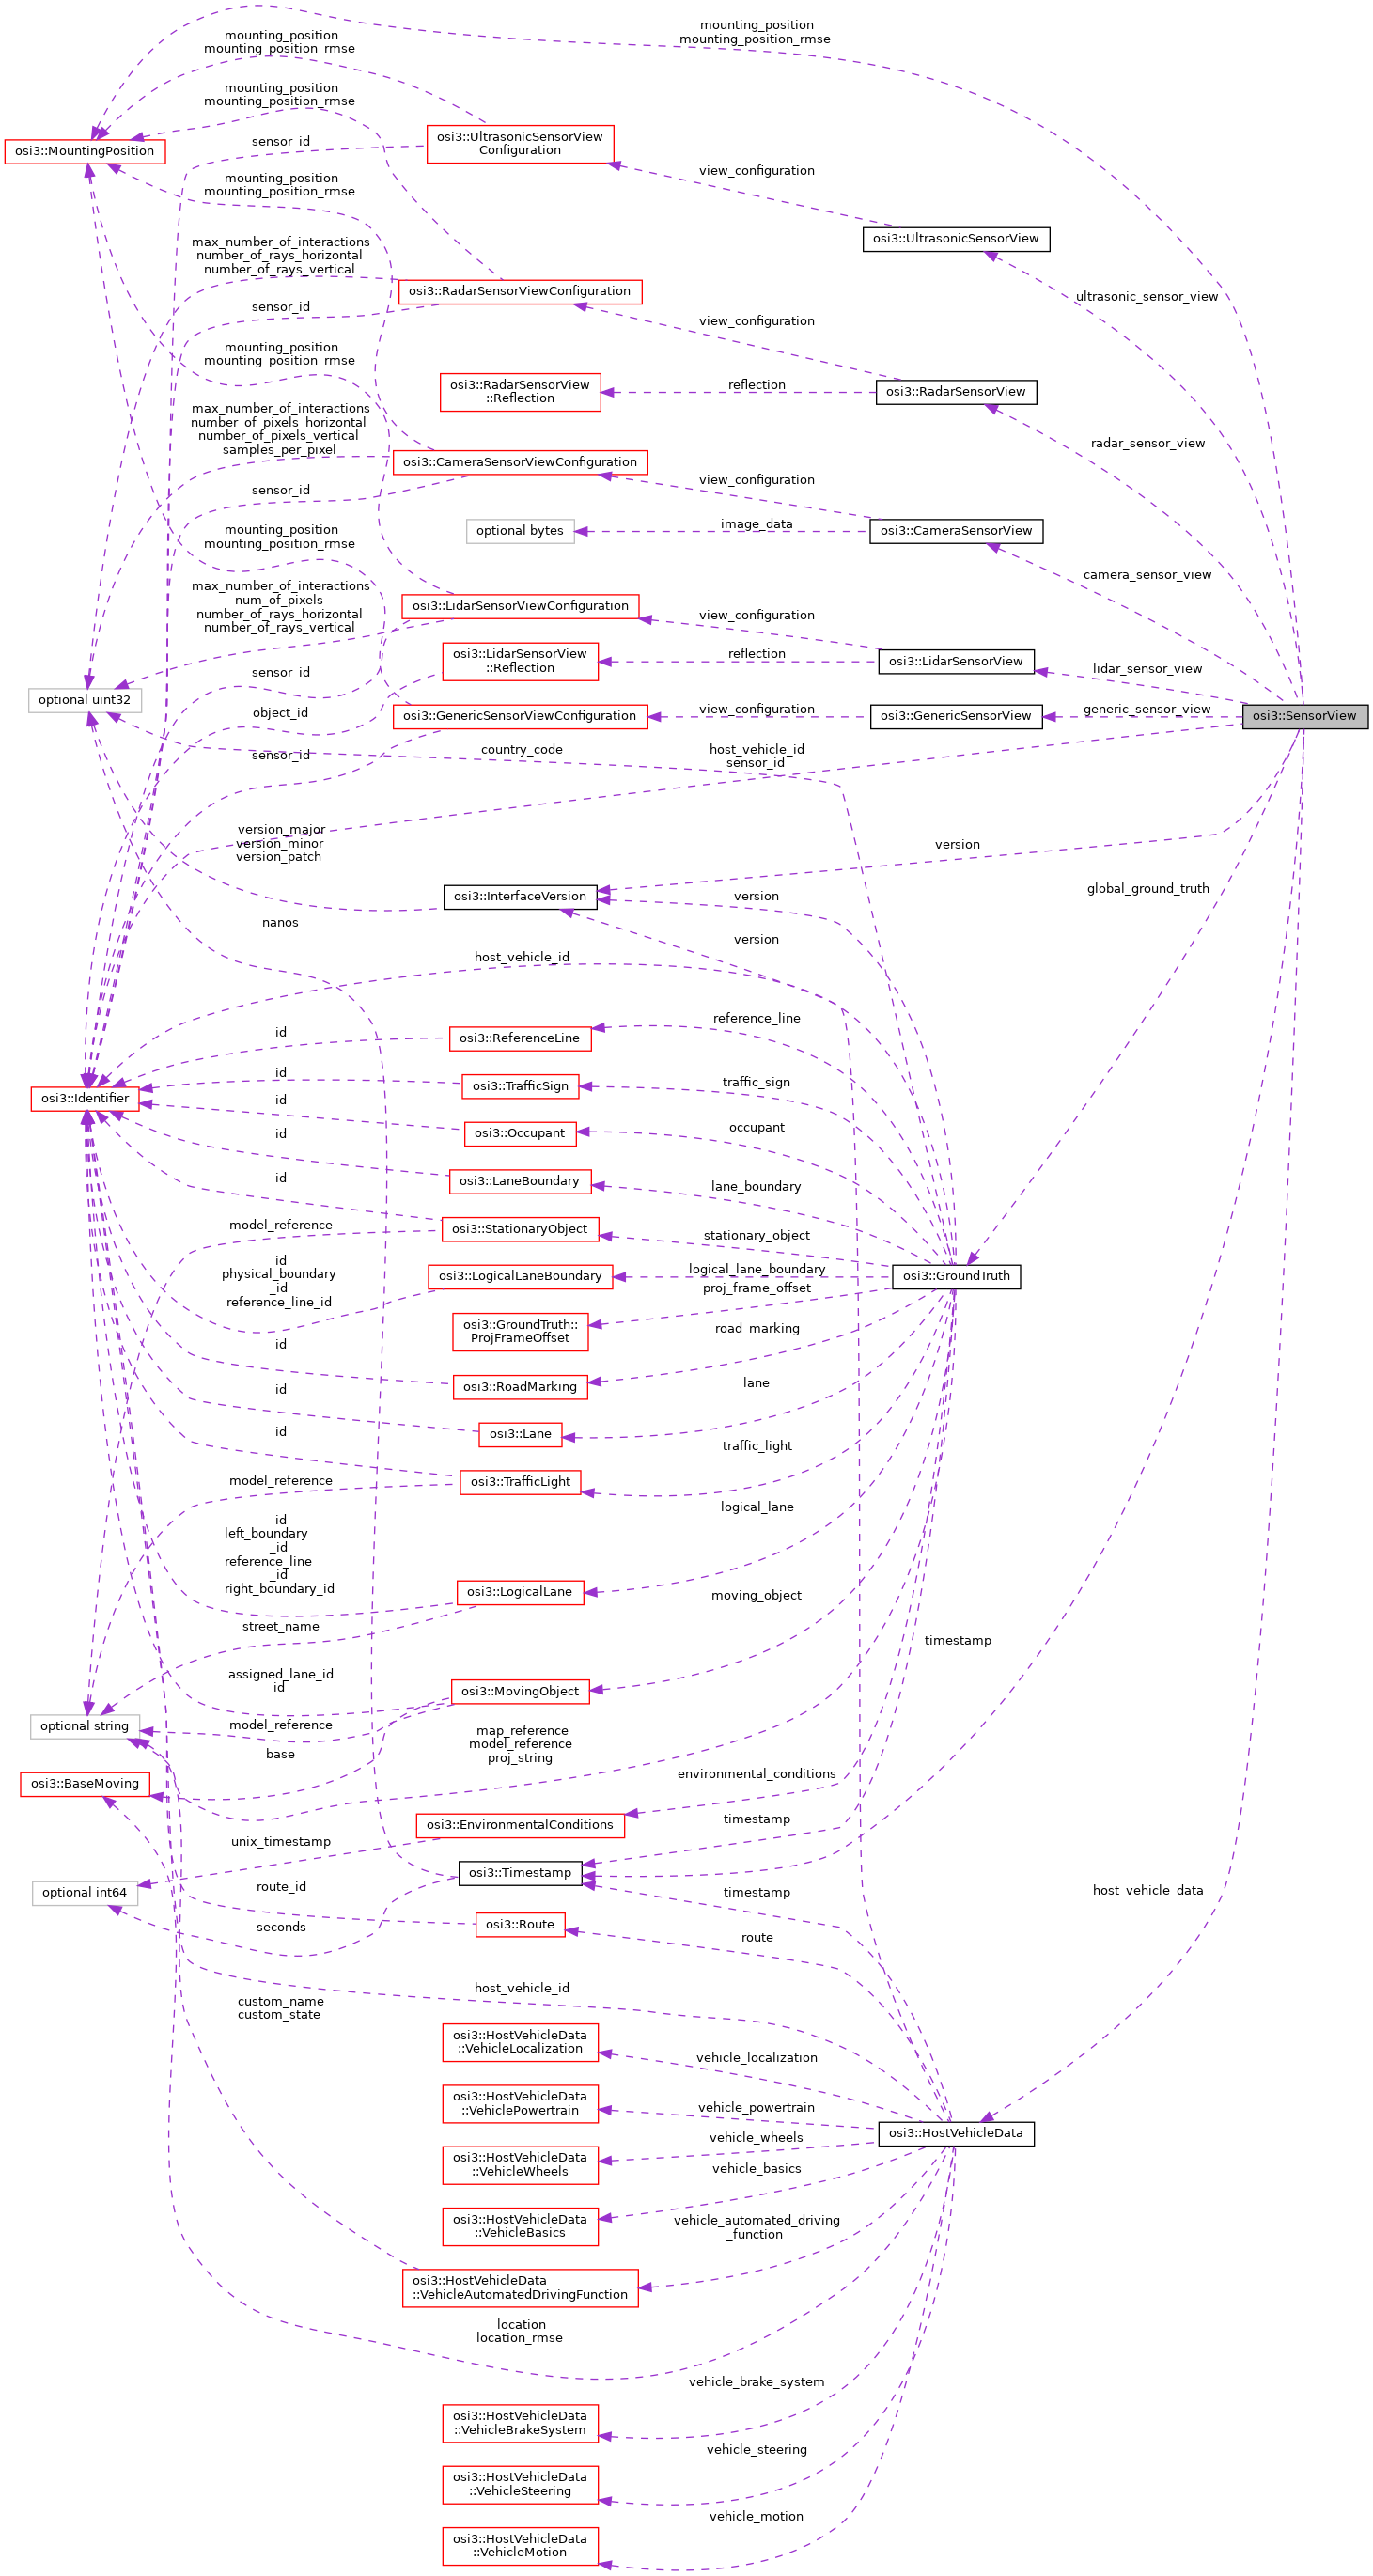 mounting_position
mounting_position_rmse
mounting_position
mounting_position_rmse
mounting_position
mounting_position_rmse
osi3::UltrasonicSensorView
Configuration
sensor_id
osi3::MountingPosition
view_configuration
mounting_position
mounting_position_rmse
osi3::UltrasonicSensorView
max_number_of_interactions
number_of_rays_horizontal
number_of_rays_vertical
osi3::RadarSensorViewConfiguration
ultrasonic_sensor_view
sensor_id
view_configuration
mounting_position
mounting_position_rmse
osi3::RadarSensorView
::Reflection
reflection
osi3::RadarSensorView
max_number_of_interactions
number_of_pixels_horizontal
number_of_pixels_vertical
samples_per_pixel
radar_sensor_view
osi3::CameraSensorViewConfiguration
view_configuration
sensor_id
optional bytes
image_data
osi3::CameraSensorView
mounting_position
mounting_position_rmse
camera_sensor_view
max_number_of_interactions
num_of_pixels
number_of_rays_horizontal
number_of_rays_vertical
osi3::LidarSensorViewConfiguration
view_configuration
osi3::LidarSensorView
::Reflection
reflection
osi3::LidarSensorView
lidar_sensor_view
sensor_id
optional uint32
object_id
osi3::GenericSensorViewConfiguration
view_configuration
osi3::GenericSensorView
generic_sensor_view
osi3::SensorView
sensor_id
country_code
host_vehicle_id
sensor_id
version_major
version_minor
version_patch
version
osi3::InterfaceVersion
version
global_ground_truth
nanos
version
host_vehicle_id
reference_line
id
osi3::ReferenceLine
id
osi3::TrafficSign
traffic_sign
osi3::Identifier
id
osi3::Occupant
occupant
id
osi3::LaneBoundary
lane_boundary
id
model_reference
osi3::StationaryObject
stationary_object
id
physical_boundary
_id
reference_line_id
osi3::LogicalLaneBoundary
logical_lane_boundary
osi3::GroundTruth
proj_frame_offset
osi3::GroundTruth::
ProjFrameOffset
road_marking
id
osi3::RoadMarking
lane
id
osi3::Lane
id
traffic_light
model_reference
osi3::TrafficLight
logical_lane
id
left_boundary
_id
reference_line
_id
right_boundary_id
osi3::LogicalLane
moving_object
street_name
timestamp
assigned_lane_id
id
osi3::MovingObject
optional string
model_reference
map_reference
model_reference
proj_string
base
environmental_conditions
osi3::BaseMoving
osi3::EnvironmentalConditions
timestamp
unix_timestamp
osi3::Timestamp
optional int64
route_id
timestamp
host_vehicle_data
seconds
osi3::Route
route
host_vehicle_id
custom_name
custom_state
osi3::HostVehicleData
::VehicleLocalization
vehicle_localization
osi3::HostVehicleData
::VehiclePowertrain
vehicle_powertrain
osi3::HostVehicleData
vehicle_wheels
osi3::HostVehicleData
::VehicleWheels
vehicle_basics
osi3::HostVehicleData
::VehicleBasics
vehicle_automated_driving
_function
osi3::HostVehicleData
::VehicleAutomatedDrivingFunction
location
location_rmse
vehicle_brake_system
osi3::HostVehicleData
::VehicleBrakeSystem
vehicle_steering
osi3::HostVehicleData
::VehicleSteering
vehicle_motion
osi3::HostVehicleData
::VehicleMotion